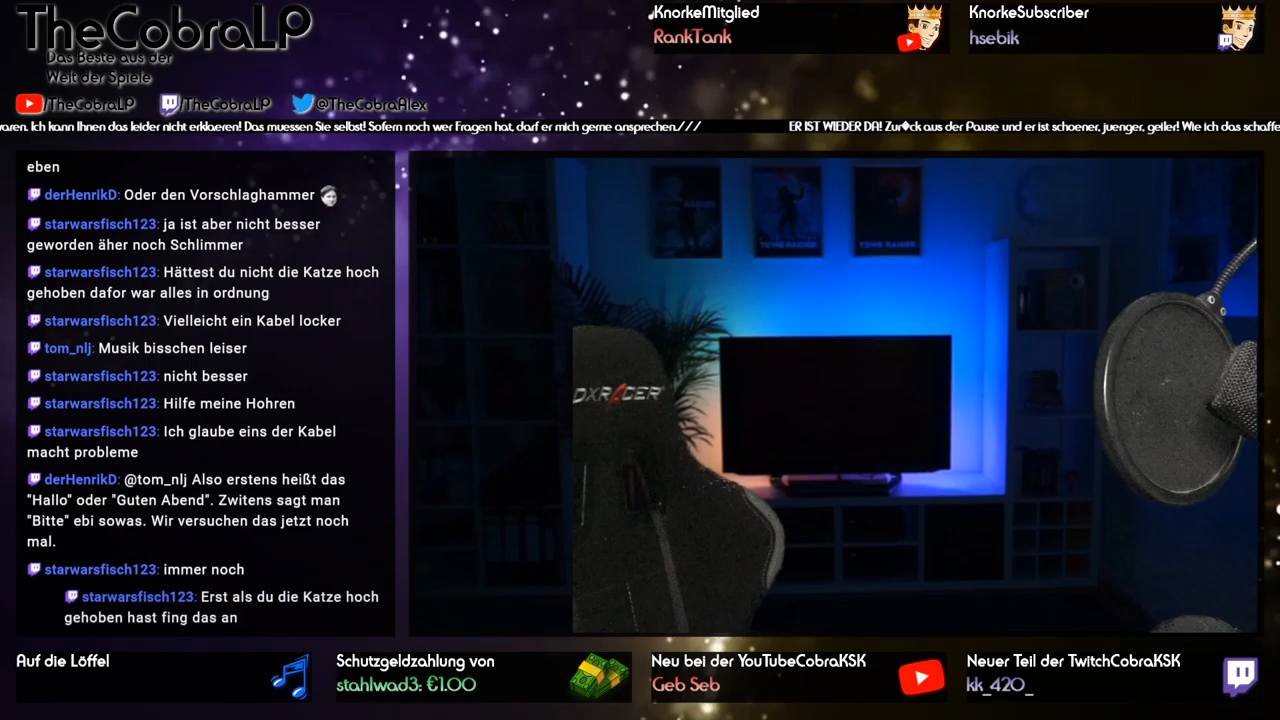 TheCobraLP
Das Beste aus der
Welt der Spiele
/TheCobraLP
/TheCobraLP
@TheCobraAlex
KnorkeMitglied
RankTank
KnorkeSubscriber
hsebik
waren. Ich kann Ihnen das leider nicht erklaeren! Das muessen Sie selbst! Sofern noch wer Fragen hat, darf er mich gerne ansprechen.///
ER IST WIEDER DA! Zur�ck aus der Pause und er ist schoener, juenger, geiler! Wie ich das schaffe
eben
derHenrikD: Oder den Vorschlaghammer
starwarsfisch123: ja ist aber nicht besser
geworden äher noch Schlimmer
starwarsfisch123: Hättest du nicht die Katze hoch
gehoben dafor war alles in ordnung
starwarsfisch123: Vielleicht ein Kabel locker
tom_nlj: Musik bisschen leiser
starwarsfisch123: nicht besser
starwarsfisch123: Hilfe meine Hohren
starwarsfisch123: Ich glaube eins der Kabel
macht probleme
derHenrikD: @tom_nlj Also erstens heißt das
"Hallo" oder "Guten Abend". Zwitens sagt man
"Bitte" ebi sowas. Wir versuchen das jetzt noch
mal.
starwarsfisch123: immer noch
starwarsfisch123: Erst als du die Katze hoch
gehoben hast fing das an
TOMB RAIDER
TOMB RAIDER
DXRACER
Auf die Löffel
Schutzgeldzahlung von
stahlwad3: €1.00
Neu bei der YouTubeCobraKSK
Geb Seb
Neuer Teil der TwitchCobraKSK
kk_420_